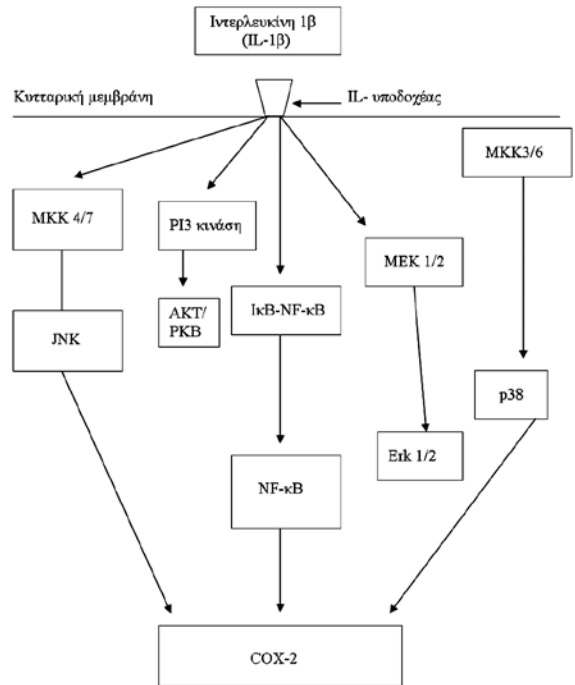 Ιντερλευκίνη 1β
(IL-1β)
Κυτταρική μεμβράνη
IL- υποδοχέας
MKK3/6
MKK 4/7
PI3 κινάση
MEK 1/2
AKT/
PKB
IκB-NF-κB
JNK
p38
Erk 1/2
NF-κB
COX-2